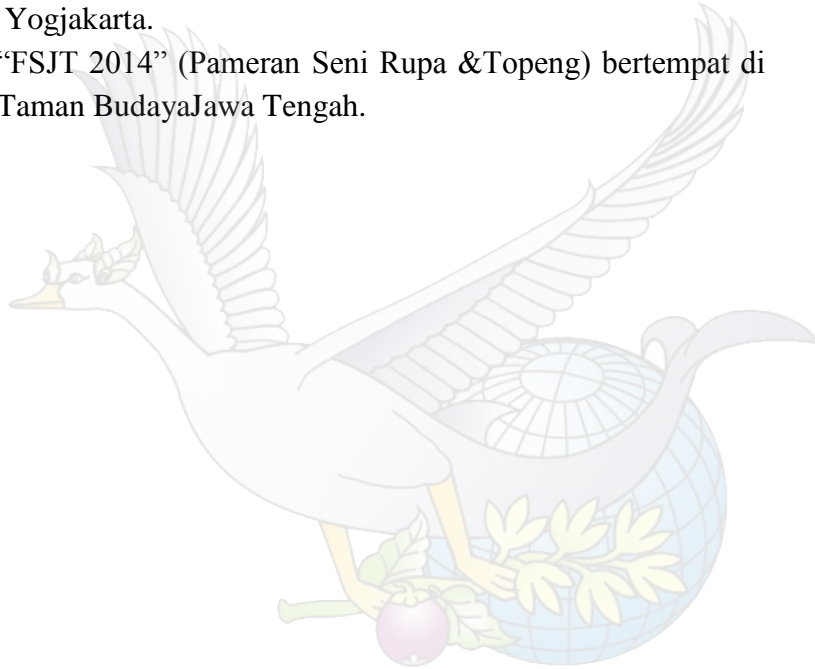 Yogjakarta.
“FSJT 2014” (Pameran Seni Rupa &Topeng) bertempat di
Taman BudayaJawa Tengah.